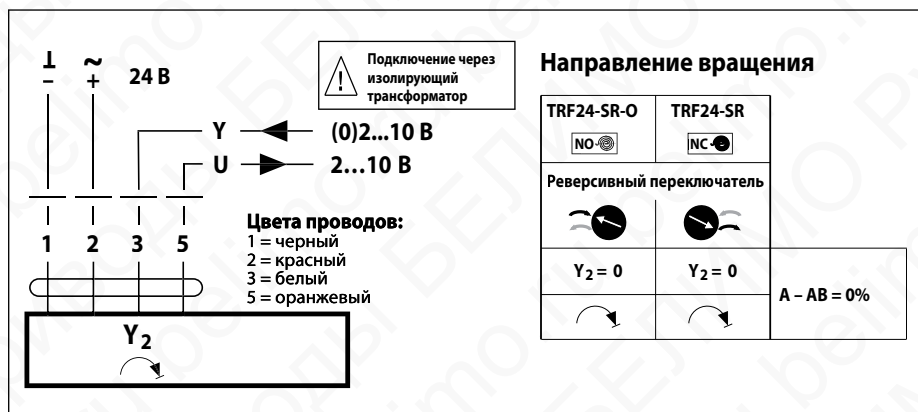 ⊥ ~
− + 24 В
Подключение через
изолирующий
трансформатор
Y (0)2...10 В
U 2...10 В
1 2 3 5
Цвета проводов:
1 = черный
2 = красный
3 = белый
5 = оранжевый
Y2
Направление вращения
TRF24-SR-O TRF24-SR
NO NC
Реверсивный переключатель
Y2 = 0 Y2 = 0
A – AB = 0%